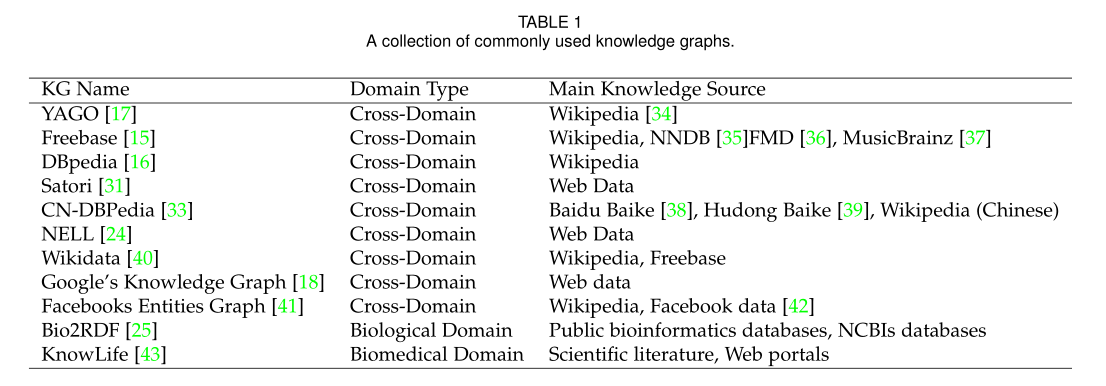 TABLE 1
A collection of commonly used knowledge graphs.
KG Name Domain Type Main Knowledge Source
YAGO [17] Cross-Domain Wikipedia [34]
Freebase [15] Cross-Domain Wikipedia, NNDB [35]FMD [36], MusicBrainz [37]
DBpedia [16] Cross-Domain Wikipedia
Satori [31] Cross-Domain Web Data
CN-DBPedia [33] Cross-Domain Baidu Baike [38], Hudong Baike [39], Wikipedia (Chinese)
NELL [24] Cross-Domain Web Data
Wikidata [40] Cross-Domain Wikipedia, Freebase
Google's Knowledge Graph [18] Cross-Domain Web data
Facebooks Entities Graph [41] Cross-Domain Wikipedia, Facebook data [42]
Bio2RDF [25] Biological Domain Public bioinformatics databases, NCBIs databases
KnowLife [43] Biomedical Domain Scientific literature, Web portals